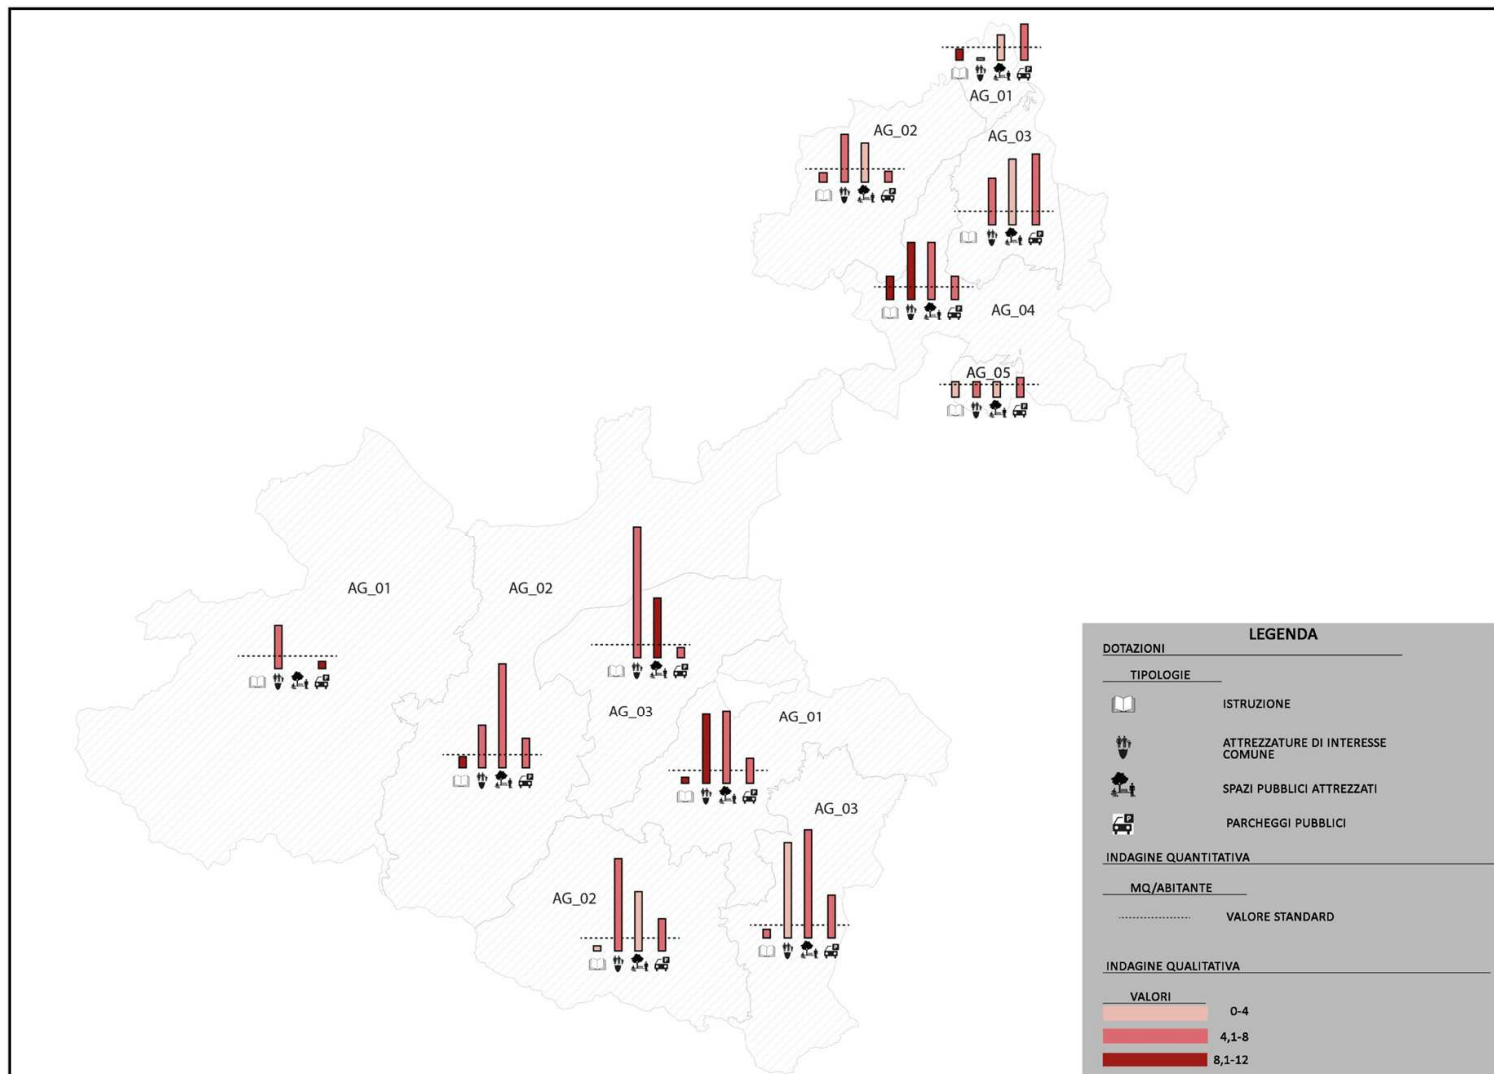 AG_01
AG_02
AG_03
AG_04
AG_05
AG_01
AG_02
AG_03
AG_01
AG_03
AG_02
LEGENDA
DOTAZIONI
TIPOLOGIE
ISTRUZIONE
ATTREZZATURE DI INTERESSE
COMUNE
SPAZI PUBBLICI ATTREZZATI
P
PARCHEGGI PUBBLICI
INDAGINE QUANTITATIVA
MQ/ABITANTE
VALORE STANDARD
INDAGINE QUALITATIVA
VALORI
0-4
4,1-8
8,1-12